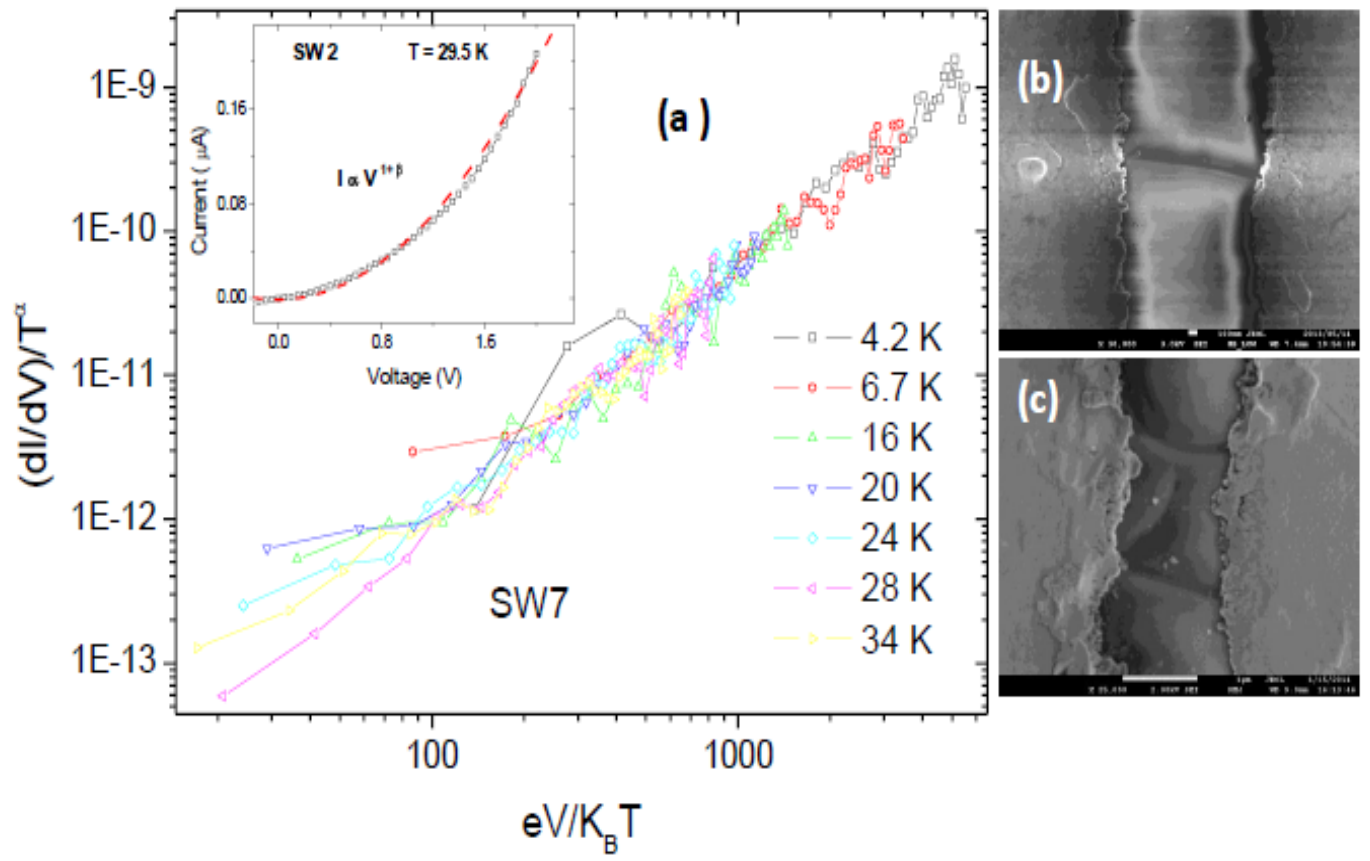 (a)
SW 2 T = 29.5 K
I ∝ V^{1+β}
Current (μA)
0.16
0.08
0.00
0.0 0.8 1.6
Voltage (V)
(dI/dV)/T^α
1E-9
1E-10
1E-11
1E-12
1E-13
100 1000
eV/K_BT
SW7
4.2 K
6.7 K
16 K
20 K
24 K
28 K
34 K
(b)
(c)